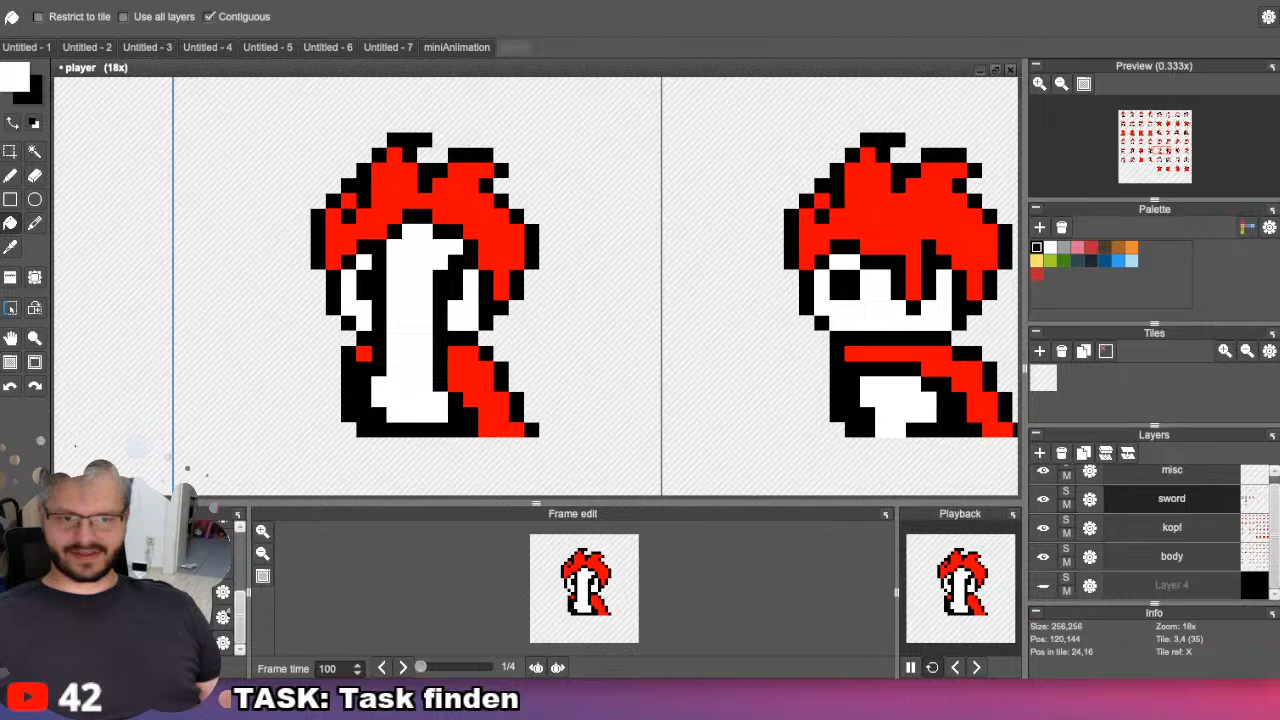 Restrict to tile Use all layers Contiguous
Untitled - 1 Untitled - 2 Untitled - 3 Untitled - 4 Untitled - 5 Untitled - 6 Untitled - 7 miniAniimation
• player (18x)
Preview (0.333x)
Palette
Tiles
Layers
misc
S
M
sword
S
M
kopf
S
M
body
S
M
Layer 4
S
M
Info
Size: 256,256 Zoom: 18x
Pos: 120,144 Tile: 3,4 (35)
Pos in tile: 24,16 Tile ref: X
Frame edit
Playback
Frame time 100 1/4
42 TASK: Task finden